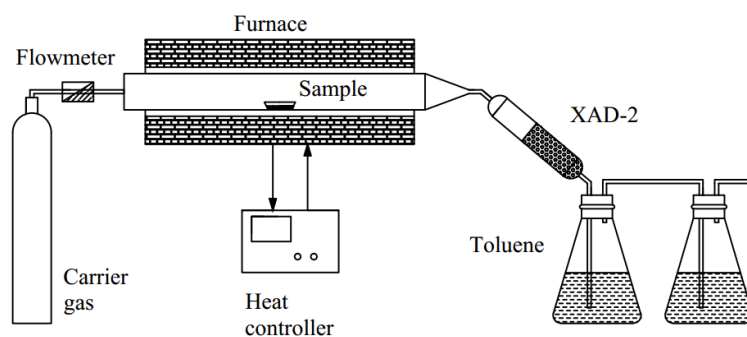 Furnace
Flowmeter
Sample
XAD-2
Toluene
Carrier
gas
Heat
controller